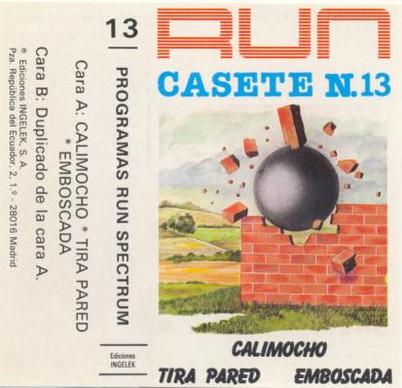 13
PROGRAMAS RUN SPECTRUM
Ediciones
INGELEK
Cara A: CALIMOCHO * TIRA PARED
* EMBOSCADA
Cara B: Duplicado de la cara A.
® Ediciones INGELEK, S. A.
Pza. República del Ecuador, 2, 1.º - 28016 Madrid
RUN
CASETE N.13
CALIMOCHO
TIRA PARED EMBOSCADA